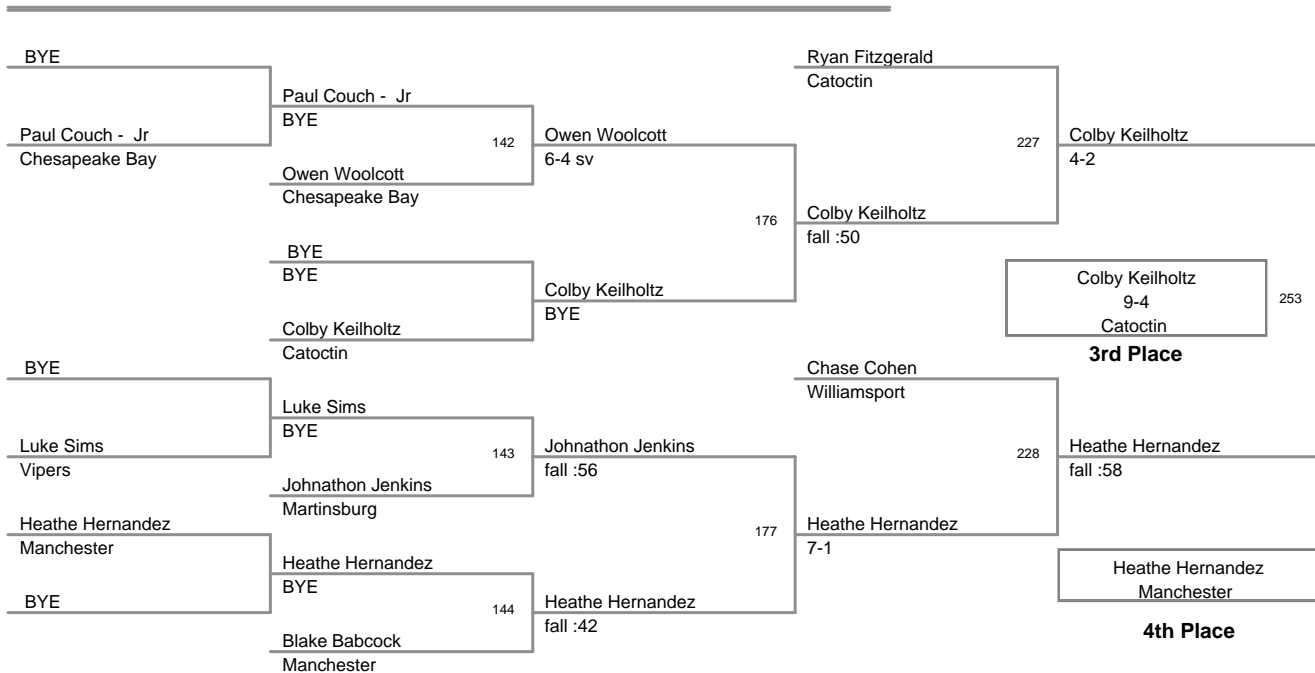 BYE
Paul Couch - Jr
Chesapeake Bay
Paul Couch - Jr
BYE
142
Owen Woolcott
Chesapeake Bay
Owen Woolcott
6-4 sv
BYE
BYE
Colby Keilholtz
Catoctin
Colby Keilholtz
BYE
176
Colby Keilholtz
fall :50
Ryan Fitzgerald
Catoctin
227
Colby Keilholtz
4-2
Colby Keilholtz
9-4
Catoctin
253
3rd Place
BYE
Luke Sims
Vipers
Luke Sims
BYE
143
Johnathon Jenkins
Martinsburg
Johnathon Jenkins
fall :56
Heathe Hernandez
Manchester
BYE
Heathe Hernandez
BYE
144
Blake Babcock
Manchester
Heathe Hernandez
fall :42
177
Heathe Hernandez
7-1
Chase Cohen
Williamsport
228
Heathe Hernandez
fall :58
Heathe Hernandez
Manchester
4th Place